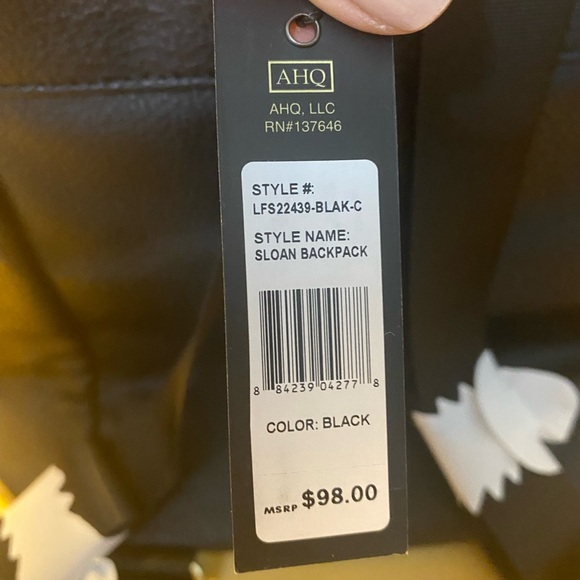 AHQ
AHQ, LLC
RN#137646
STYLE #:
LFS22439-BLAK-C
STYLE NAME:
SLOAN BACKPACK
8 84239 04277 8
COLOR: BLACK
MSRP $98.00